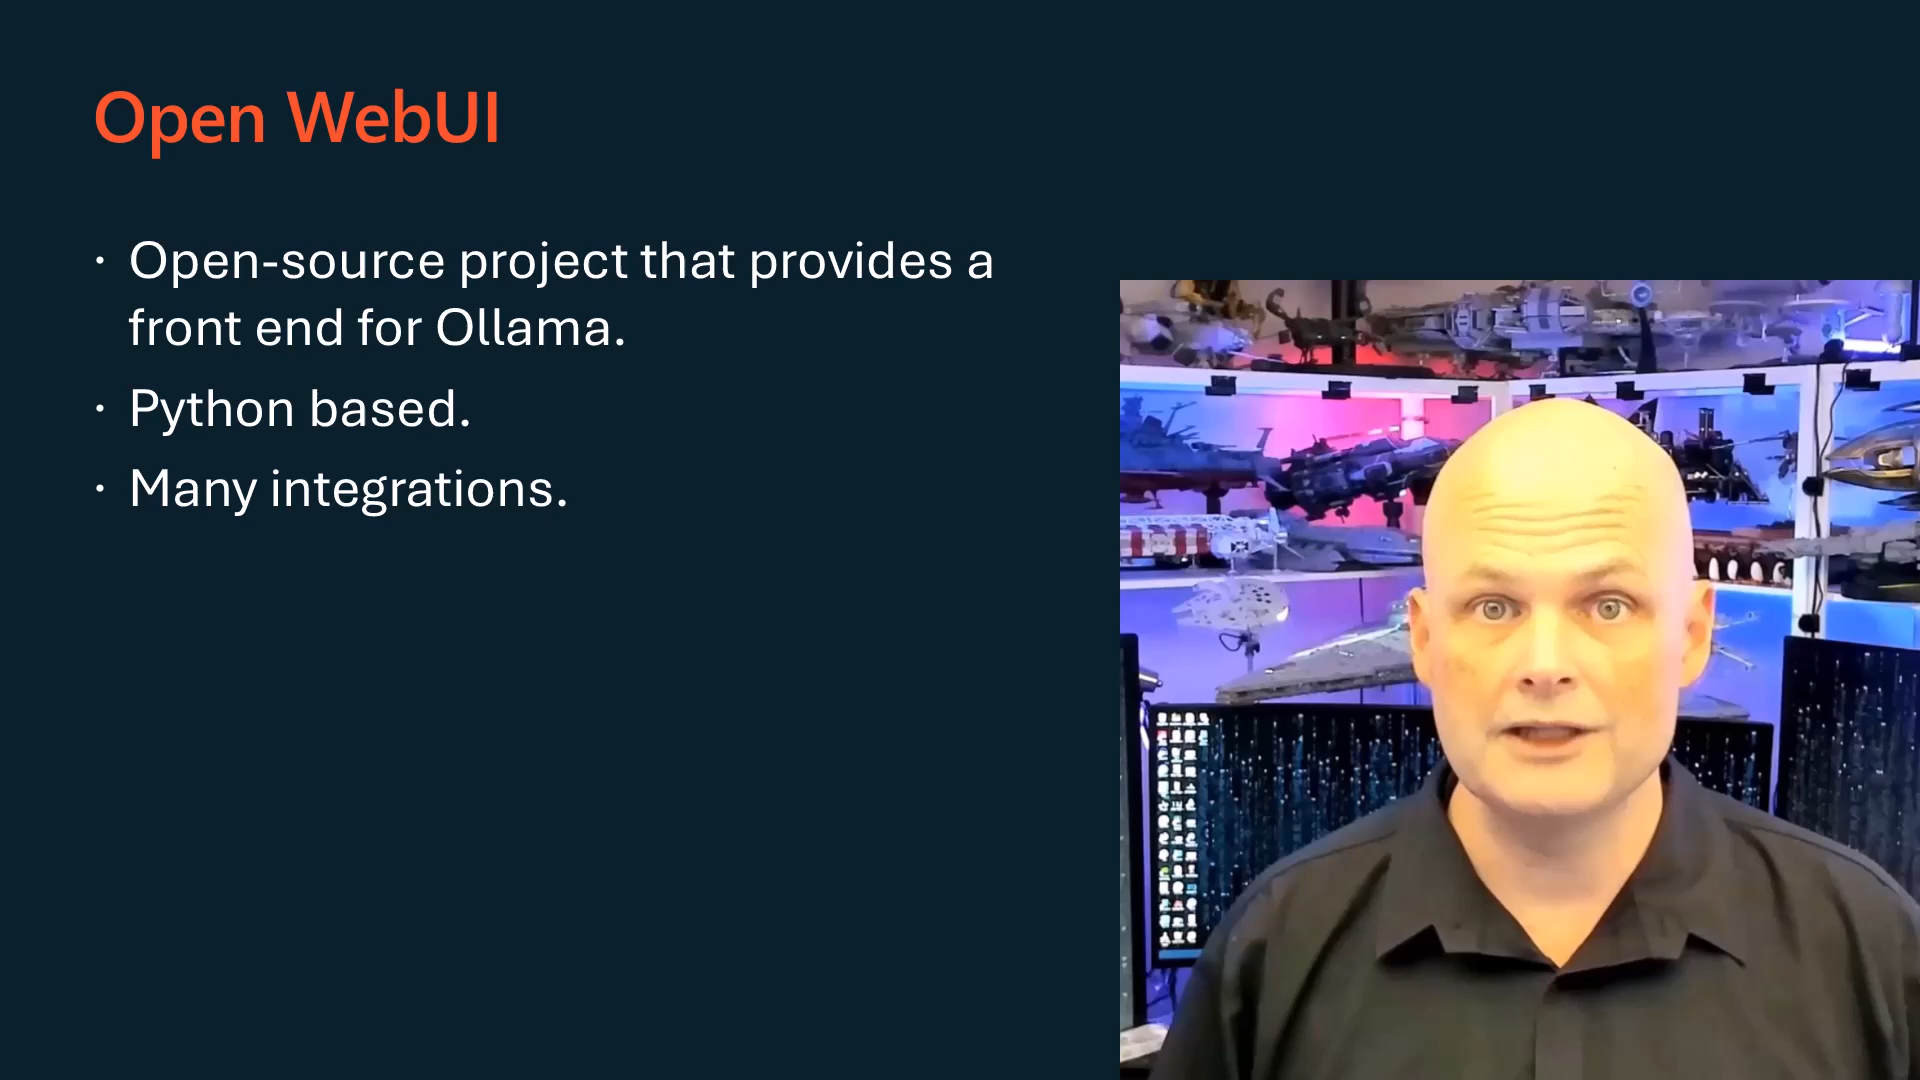 Open WebUI
· Open-source project that provides a
front end for Ollama.
· Python based.
· Many integrations.